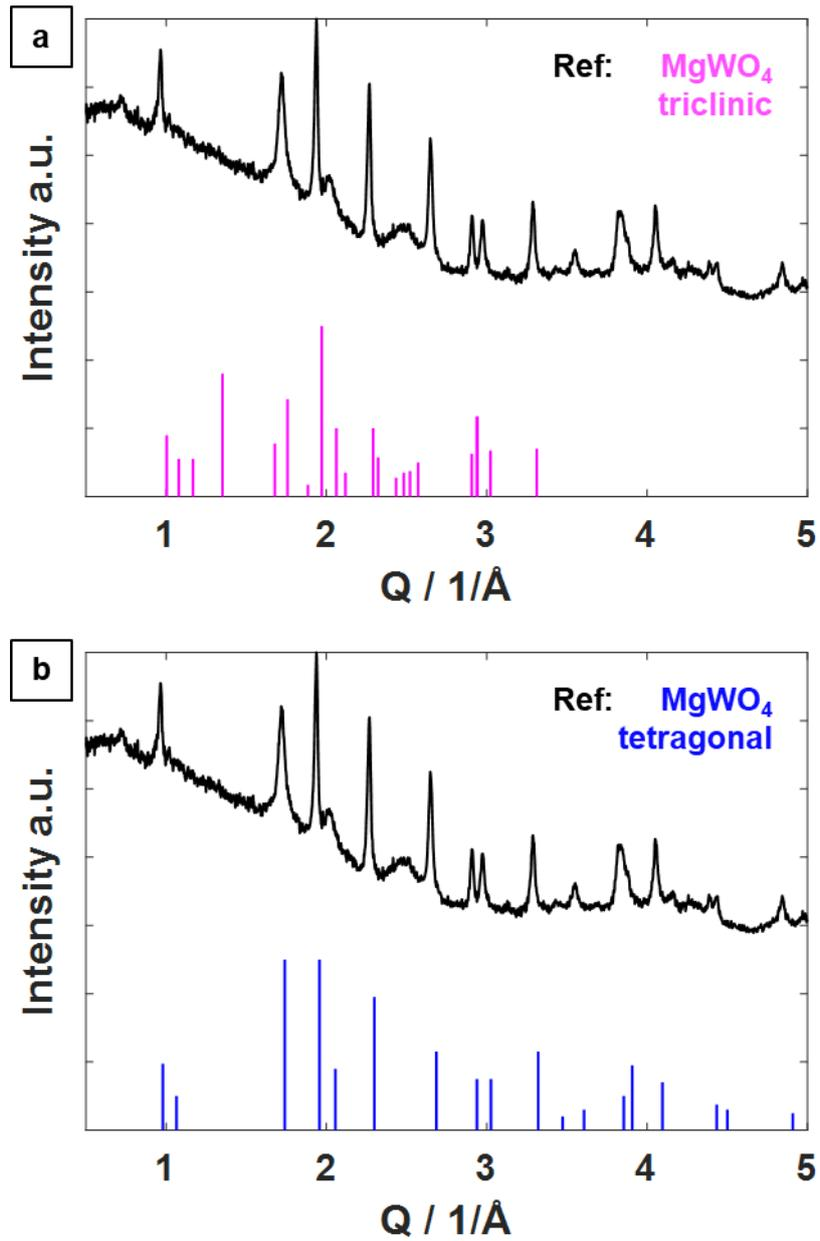 a
Ref: MgWO₄
triclinic
Intensity a.u.
1 2 3 4 5
Q / 1/Å
b
Ref: MgWO₄
tetragonal
Intensity a.u.
1 2 3 4 5
Q / 1/Å